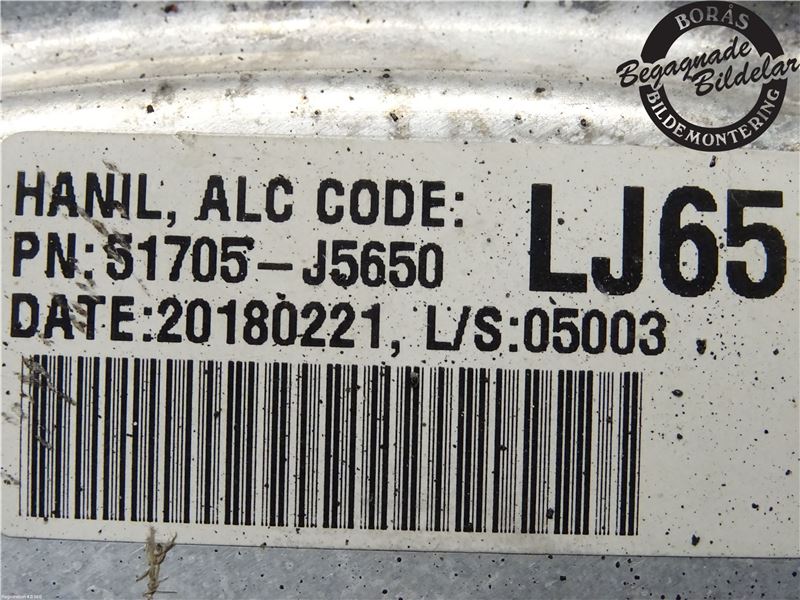 BORÅS
Begagnade
Bildelar
BILDEMONTERING
HANIL, ALC CODE:
LJ65
PN: 51705-J5650
DATE:20180221, L/S:05003